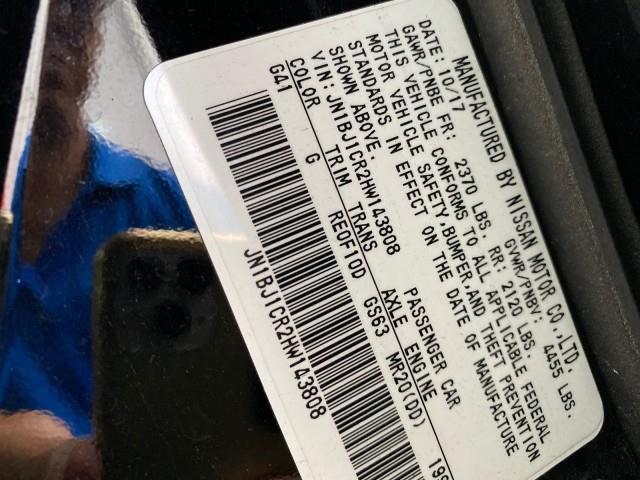 MANUFACTURED BY NISSAN MOTOR CO.,LTD.
DATE: 10/17 GVWR/PNBV: 4455 LBS.
GAWR/PNBE FR: 2370 LBS. RR: 2120 LBS.
THIS VEHICLE CONFORMS TO ALL APPLICABLE FEDERAL
MOTOR VEHICLE SAFETY,BUMPER,AND THEFT PREVENTION
STANDARDS IN EFFECT ON THE DATE OF MANUFACTURE
SHOWN ABOVE.
VIN: JN1BJ1CR2HW143808 PASSENGER CAR
COLOR TRIM TRANS AXLE ENGINE
G41 G RE0F10D GS63 MR20(DD)
JN1BJ1CR2HW143808